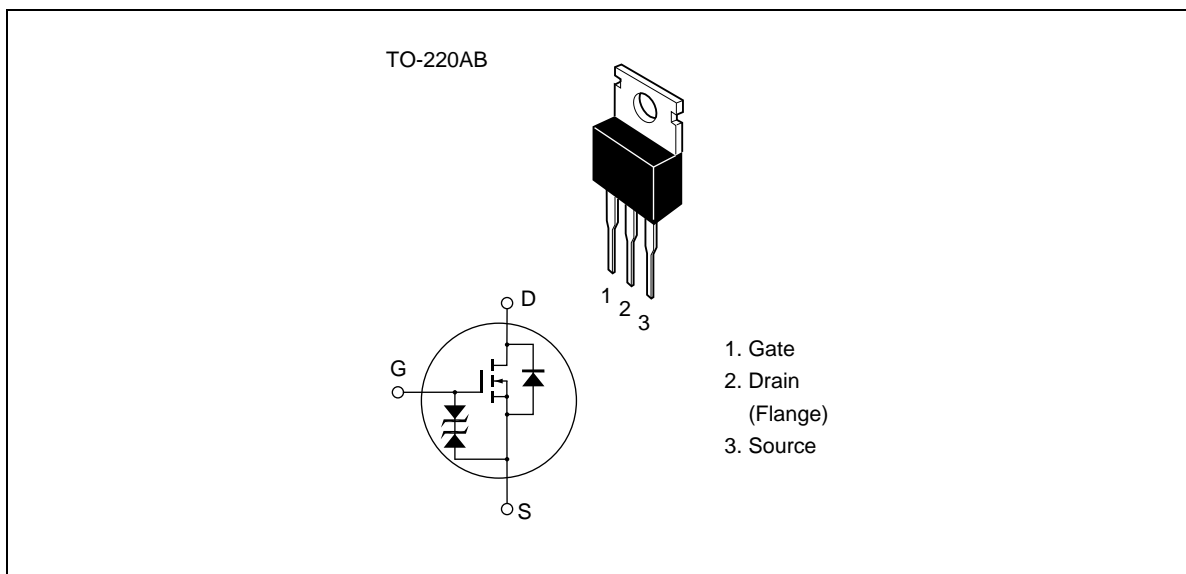 TO-220AB
1
2
3
D
G
S
1. Gate
2. Drain
(Flange)
3. Source